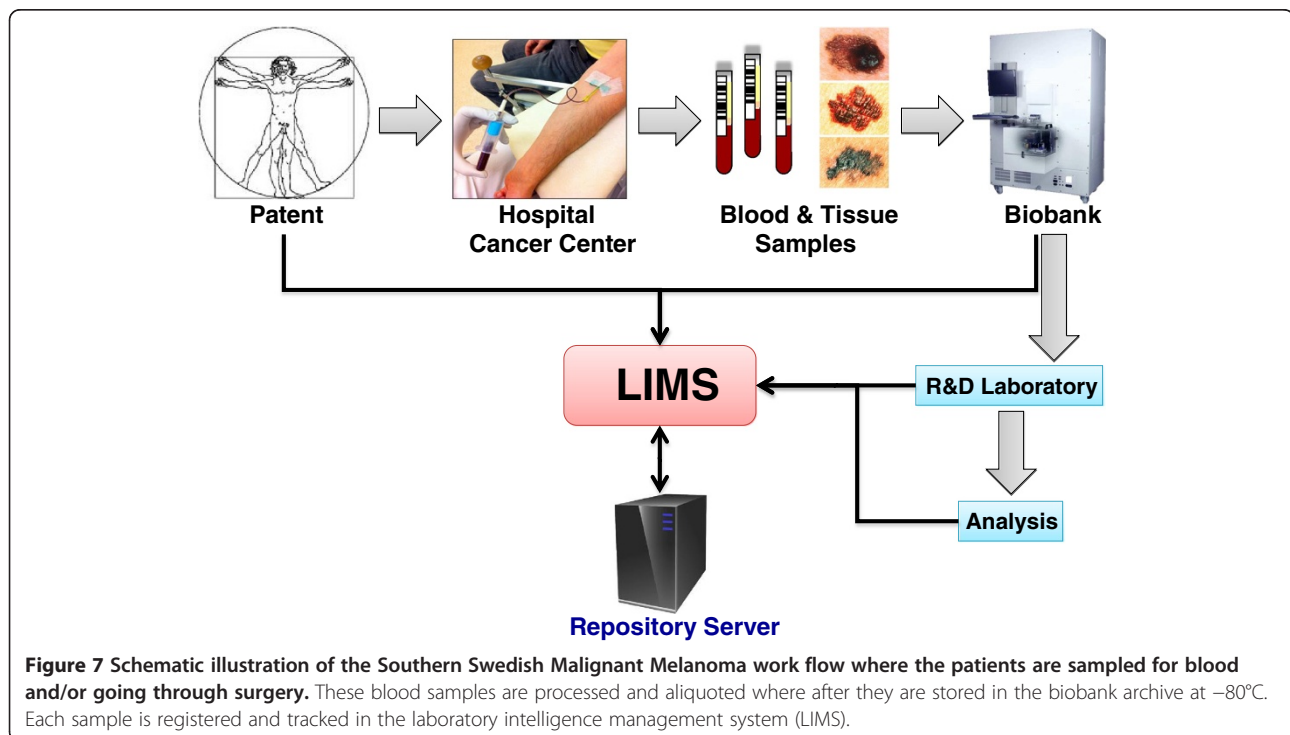 Patent
Hospital
Cancer Center
Blood & Tissue
Samples
Biobank
LIMS
R&D Laboratory
Analysis
Repository Server
Figure 7 Schematic illustration of the Southern Swedish Malignant Melanoma work flow where the patients are sampled for blood
and/or going through surgery. These blood samples are processed and aliquoted where after they are stored in the biobank archive at −80°C.
Each sample is registered and tracked in the laboratory intelligence management system (LIMS).